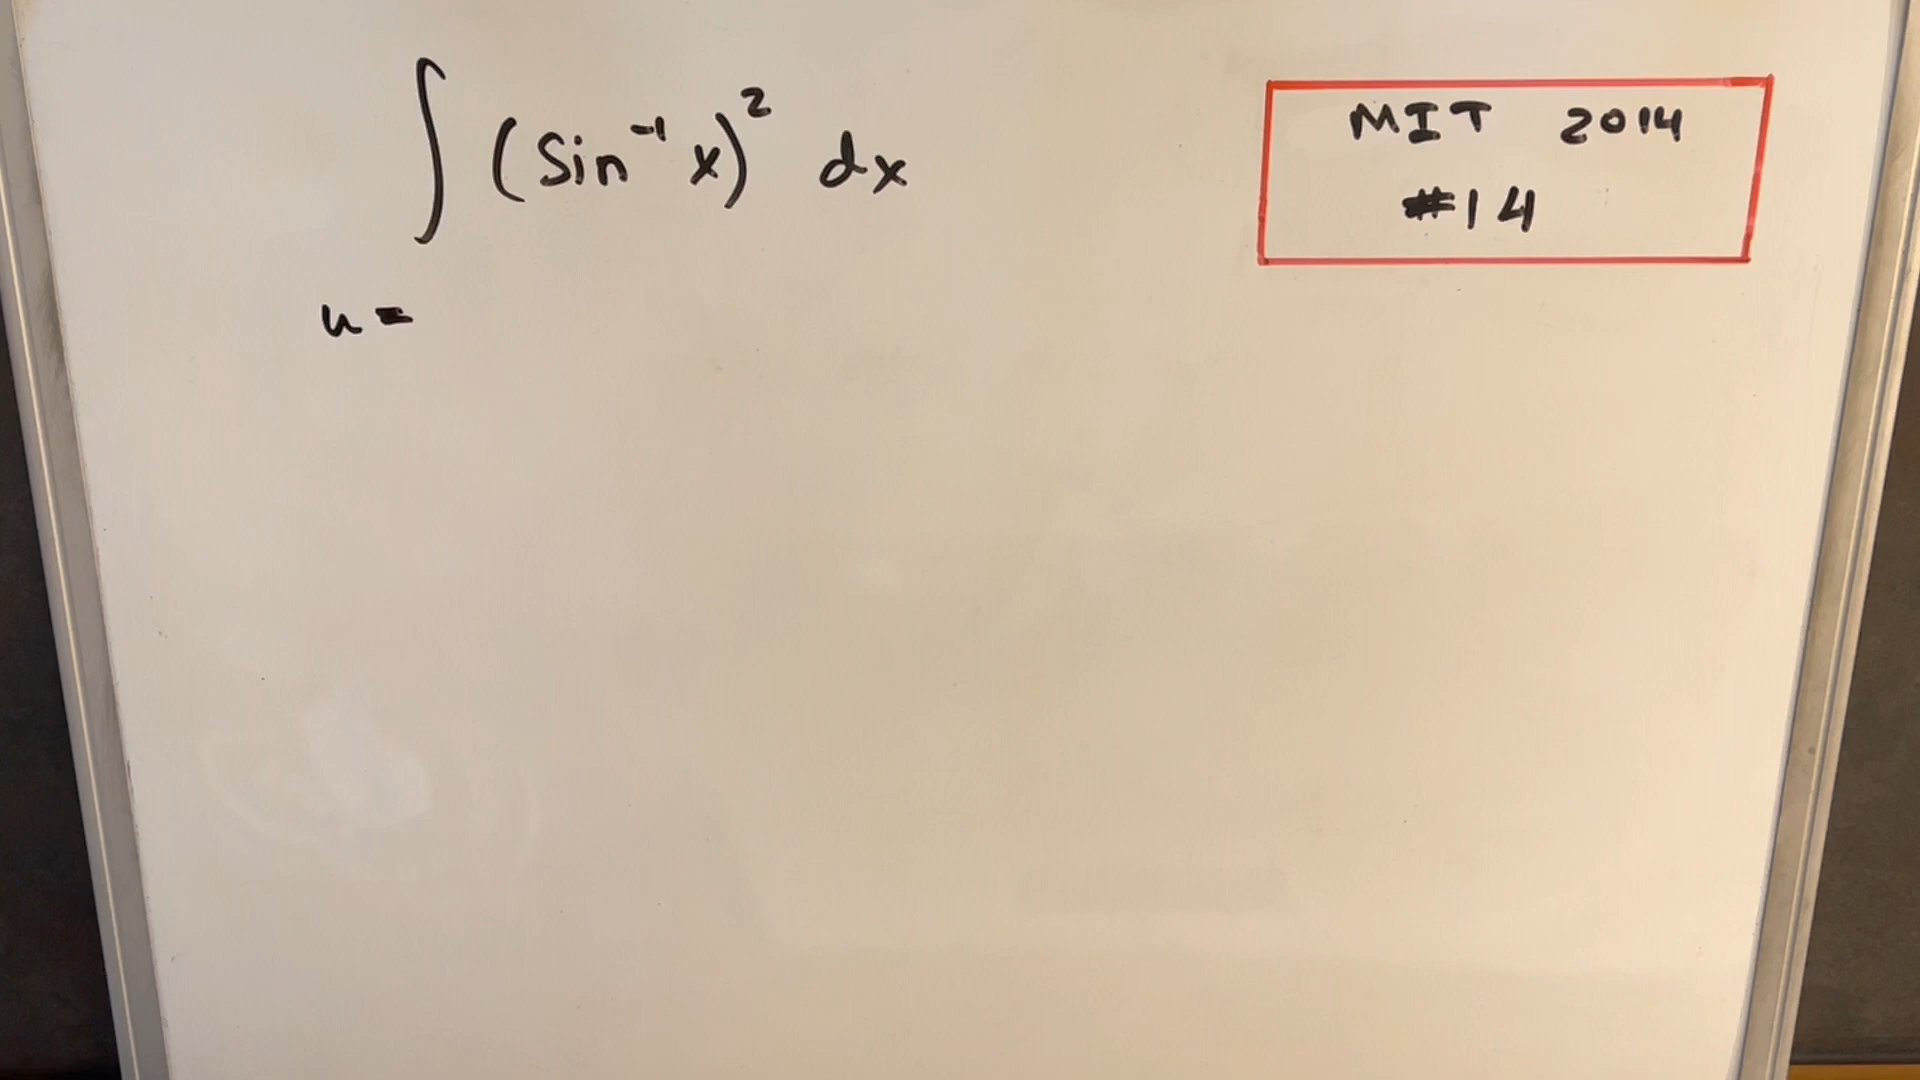 ∫ (Sin⁻¹ x)² dx
MIT 2014
#14
u =